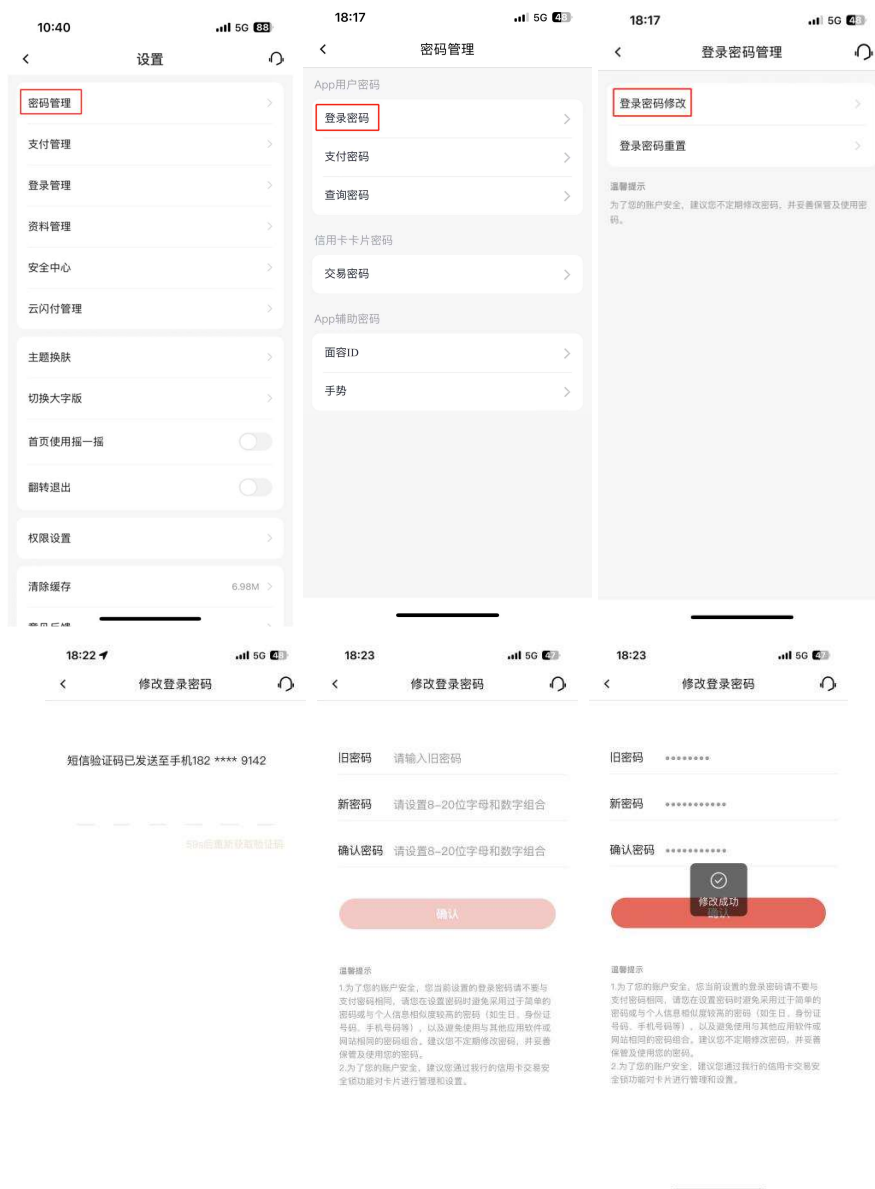 10:40
5G 88
设置
密码管理
支付管理
登录管理
资料管理
安全中心
云闪付管理
主题换肤
切换大字版
首页使用摇一摇
翻转退出
权限设置
清除缓存 6.98M
18:17
5G 48
密码管理
App用户密码
登录密码
支付密码
查询密码
信用卡卡片密码
交易密码
App辅助密码
面容ID
手势
18:17
5G 48
登录密码管理
登录密码修改
登录密码重置
温馨提示
为了您的账户安全，建议您不定期修改密码，并妥善保管及使用密
码。
18:22
5G 48
修改登录密码
短信验证码已发送至手机182 **** 9142
59s后重新获取验证码
18:23
5G 47
修改登录密码
旧密码 请输入旧密码
新密码 请设置8-20位字母和数字组合
确认密码 请设置8-20位字母和数字组合
确认
温馨提示
1.为了您的账户安全，您当前设置的登录密码请不要与
支付密码相同，请您在设置密码时避免采用过于简单的
密码或与个人信息相似度较高的密码（如生日、身份证
号码、手机号码等），以及避免使用与其他应用软件或
网站相同的密码组合。建议您不定期修改密码，并妥善
保管及使用您的密码。
2.为了您的账户安全，建议您通过我行的信用卡交易安
全锁功能对卡片进行管理和设置。
18:23
5G 47
修改登录密码
旧密码 ••••••••
新密码 •••••••••••
确认密码 •••••••••••
修改成功
确认
温馨提示
1.为了您的账户安全，您当前设置的登录密码请不要与
支付密码相同，请您在设置密码时避免采用过于简单的
密码或与个人信息相似度较高的密码（如生日、身份证
号码、手机号码等），以及避免使用与其他应用软件或
网站相同的密码组合。建议您不定期修改密码，并妥善
保管及使用您的密码。
2.为了您的账户安全，建议您通过我行的信用卡交易安
全锁功能对卡片进行管理和设置。